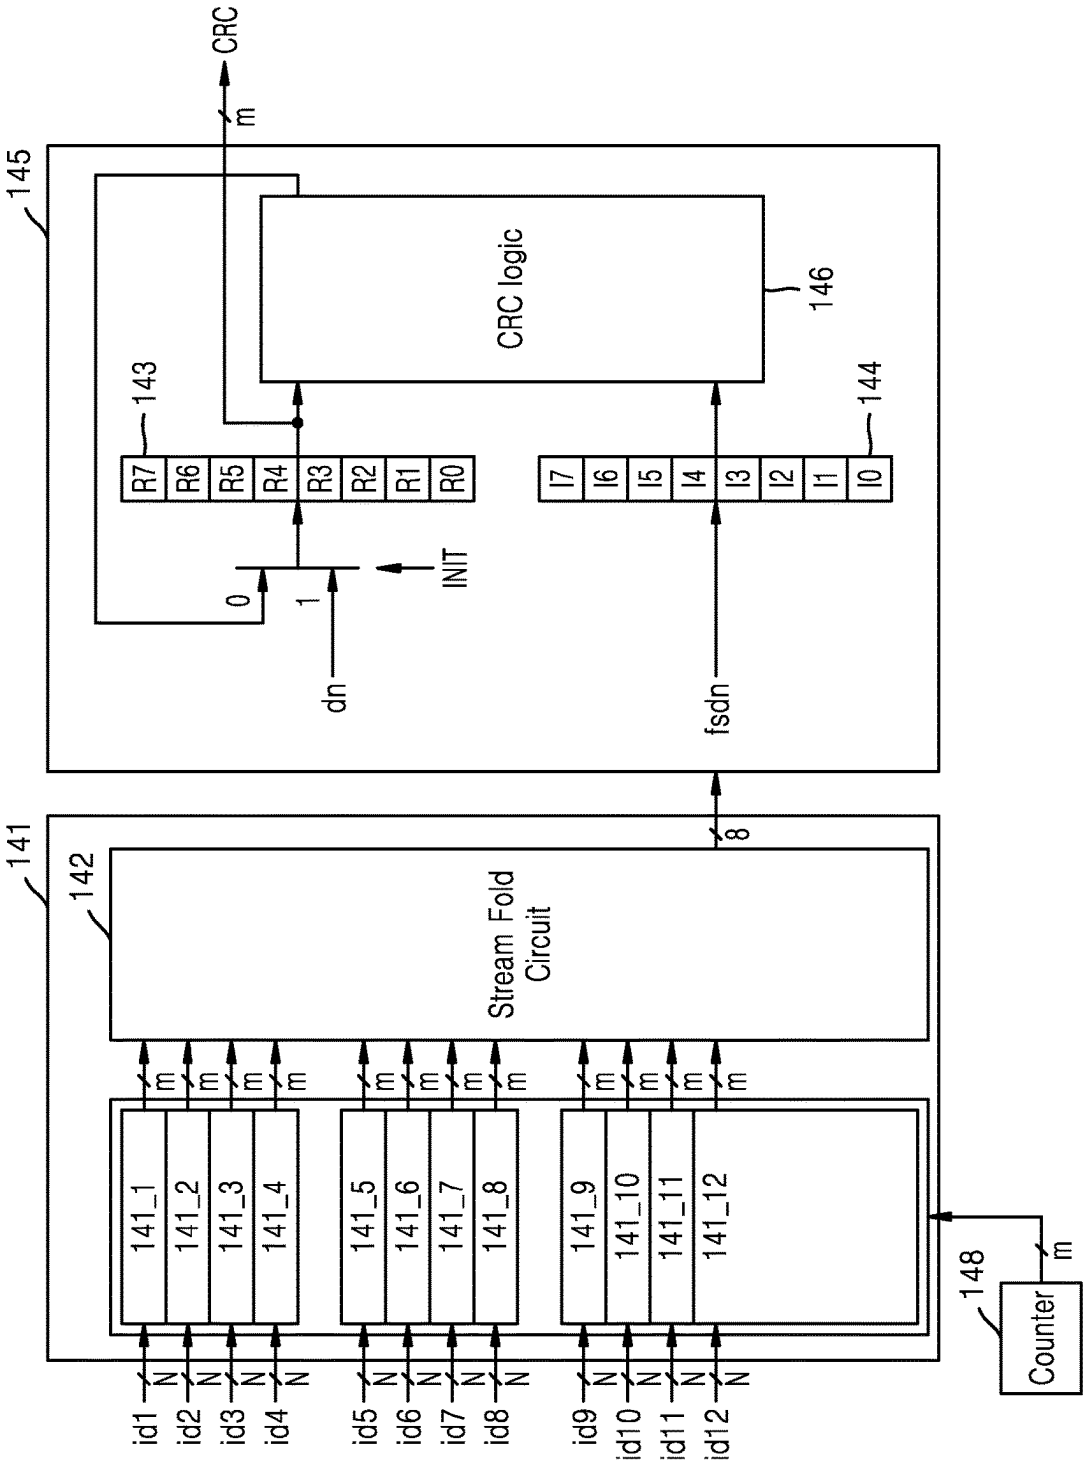 id1
id2
id3
id4
id5
id6
id7
id8
id9
id10
id11
id12
N
N
N
N
N
N
N
N
N
N
N
N
141_1
141_2
141_3
141_4
141_5
141_6
141_7
141_8
141_9
141_10
141_11
141_12
m
m
m
m
m
m
m
m
m
m
m
m
141
142
Stream Fold
Circuit
8
Counter
148
m
145
dn
fsdn
0
1
INIT
143
R7
R6
R5
R4
R3
R2
R1
R0
I7
I6
I5
I4
I3
I2
I1
I0
144
CRC logic
146
m
CRC